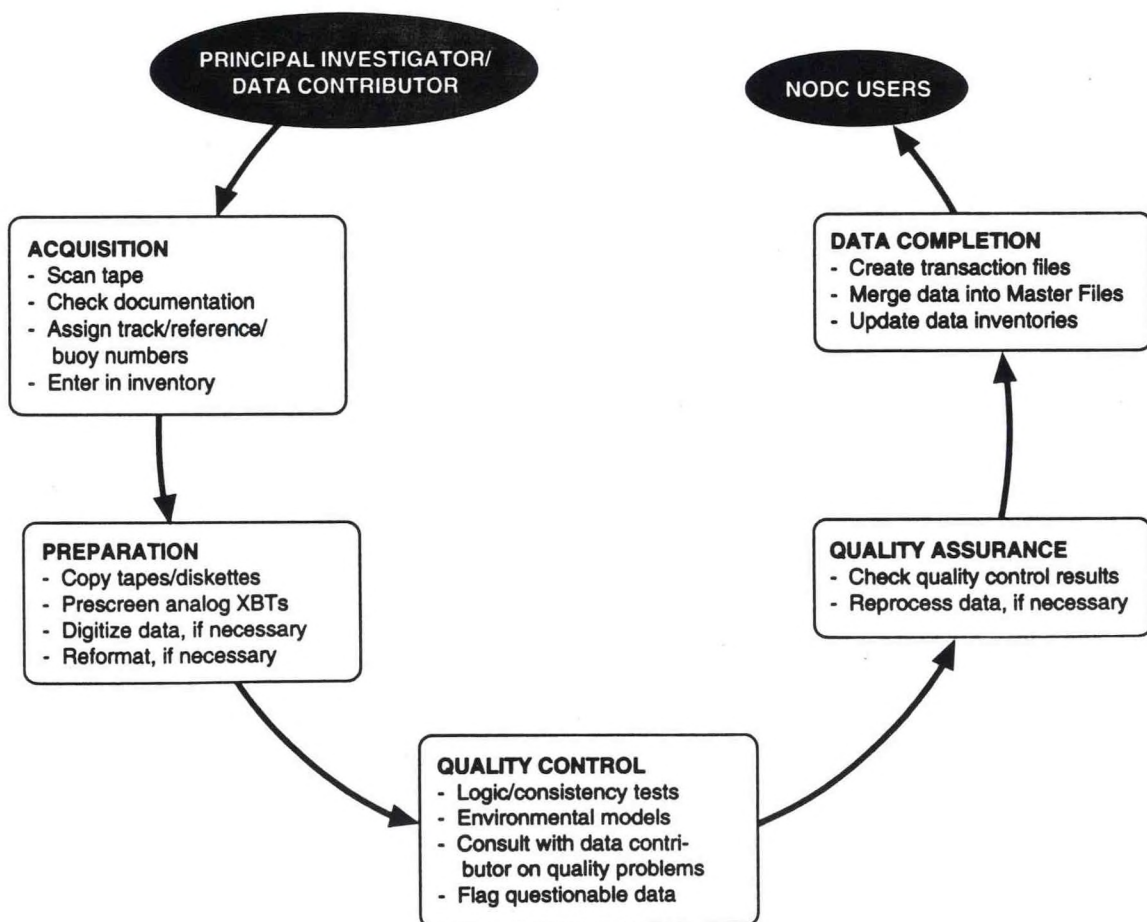 PRINCIPAL INVESTIGATOR/
DATA CONTRIBUTOR
ACQUISITION
- Scan tape
- Check documentation
- Assign track/reference/
buoy numbers
- Enter in inventory
PREPARATION
- Copy tapes/diskettes
- Prescreen analog XBTs
- Digitize data, if necessary
- Reformat, if necessary
QUALITY CONTROL
- Logic/consistency tests
- Environmental models
- Consult with data contri-
butor on quality problems
- Flag questionable data
QUALITY ASSURANCE
- Check quality control results
- Reprocess data, if necessary
DATA COMPLETION
- Create transaction files
- Merge data into Master Files
- Update data inventories
NODC USERS